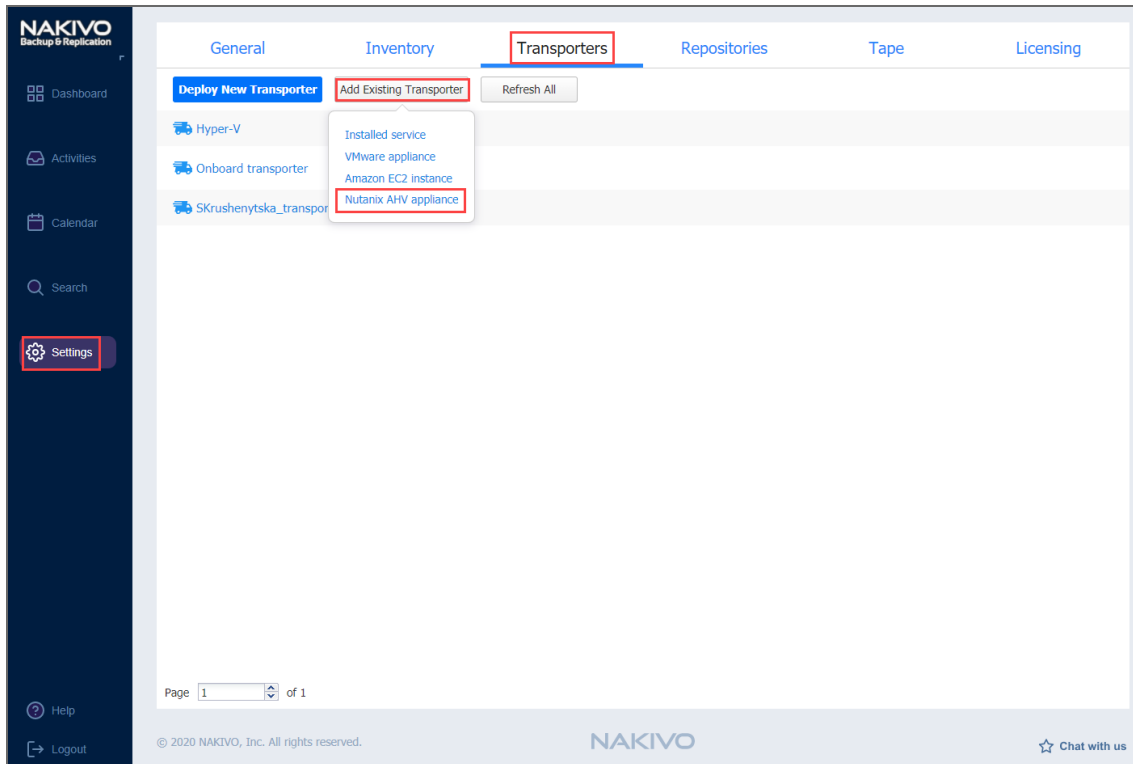 NAKIVO
Backup & Replication
Dashboard
Activities
Calendar
Search
Settings
Help
Logout
General Inventory Transporters Repositories Tape Licensing
Deploy New Transporter Add Existing Transporter Refresh All
Hyper-V
Onboard transporter
SKrushenytska_transpor
Installed service
VMware appliance
Amazon EC2 instance
Nutanix AHV appliance
Page 1 of 1
© 2020 NAKIVO, Inc. All rights reserved.
NAKIVO
Chat with us